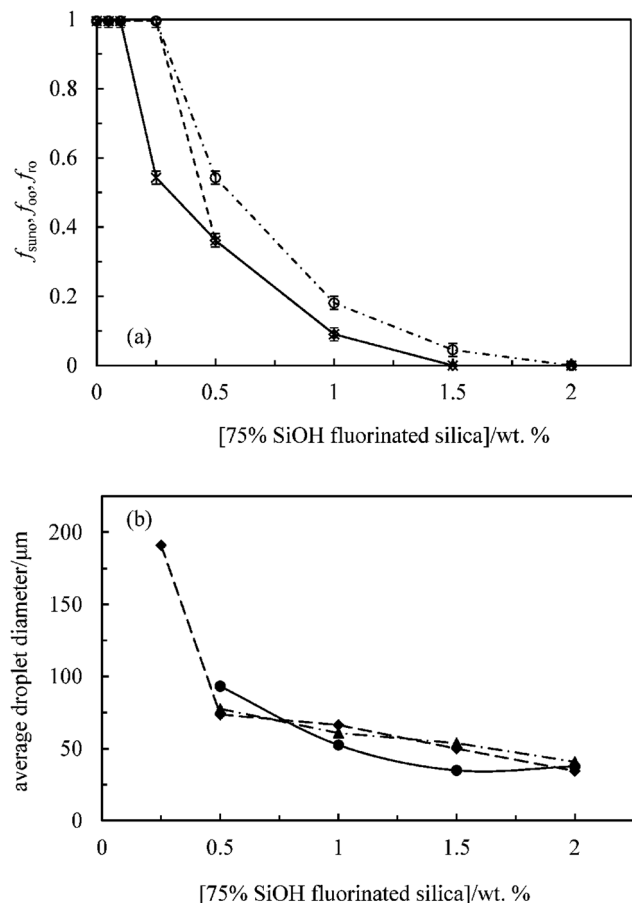 1
0.8
0.6
0.4
0.2
0
f_suno, f_oo, f_ro
(a)
0 0.5 1 1.5 2
[75% SiOH fluorinated silica]/wt. %
(b)
200
150
100
50
0
average droplet diameter/μm
0 0.5 1 1.5 2
[75% SiOH fluorinated silica]/wt. %